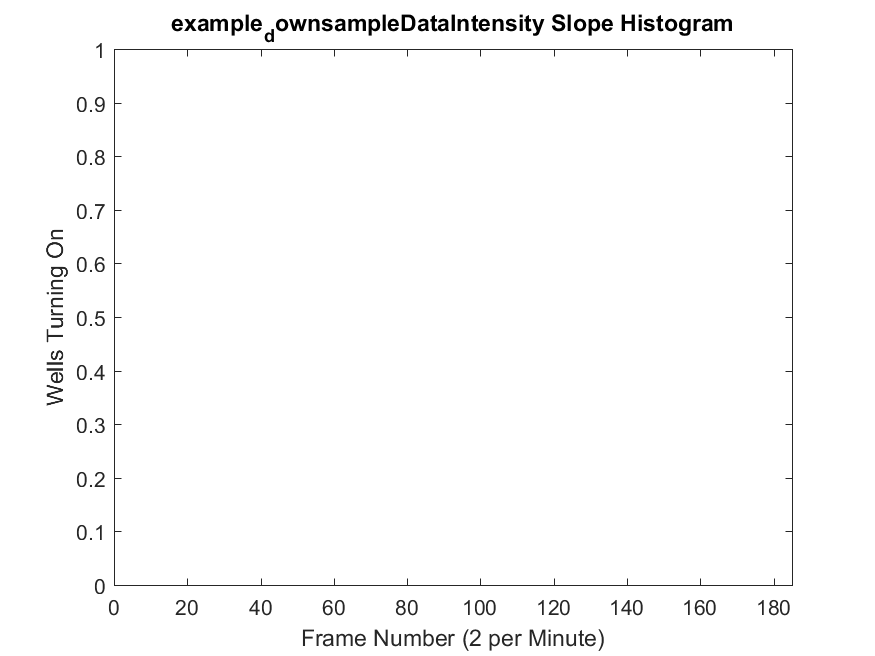 example_downsampleDataIntensity Slope Histogram
1
0.9
0.8
0.7
0.6
0.5
0.4
0.3
0.2
0.1
0
Wells Turning On
0 20 40 60 80 100 120 140 160 180
Frame Number (2 per Minute)